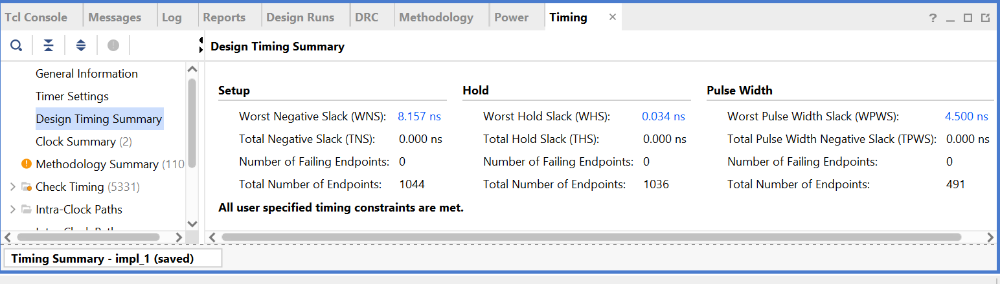 Tcl Console Messages Log Reports Design Runs DRC Methodology Power Timing
Design Timing Summary
General Information
Timer Settings
Design Timing Summary
Clock Summary (2)
Methodology Summary (110
Check Timing (5331)
Intra-Clock Paths
Setup
Worst Negative Slack (WNS): 8.157 ns
Total Negative Slack (TNS): 0.000 ns
Number of Failing Endpoints: 0
Total Number of Endpoints: 1044
Hold
Worst Hold Slack (WHS): 0.034 ns
Total Hold Slack (THS): 0.000 ns
Number of Failing Endpoints: 0
Total Number of Endpoints: 1036
Pulse Width
Worst Pulse Width Slack (WPWS): 4.500 ns
Total Pulse Width Negative Slack (TPWS): 0.000 ns
Number of Failing Endpoints: 0
Total Number of Endpoints: 491
All user specified timing constraints are met.
Timing Summary - impl_1 (saved)